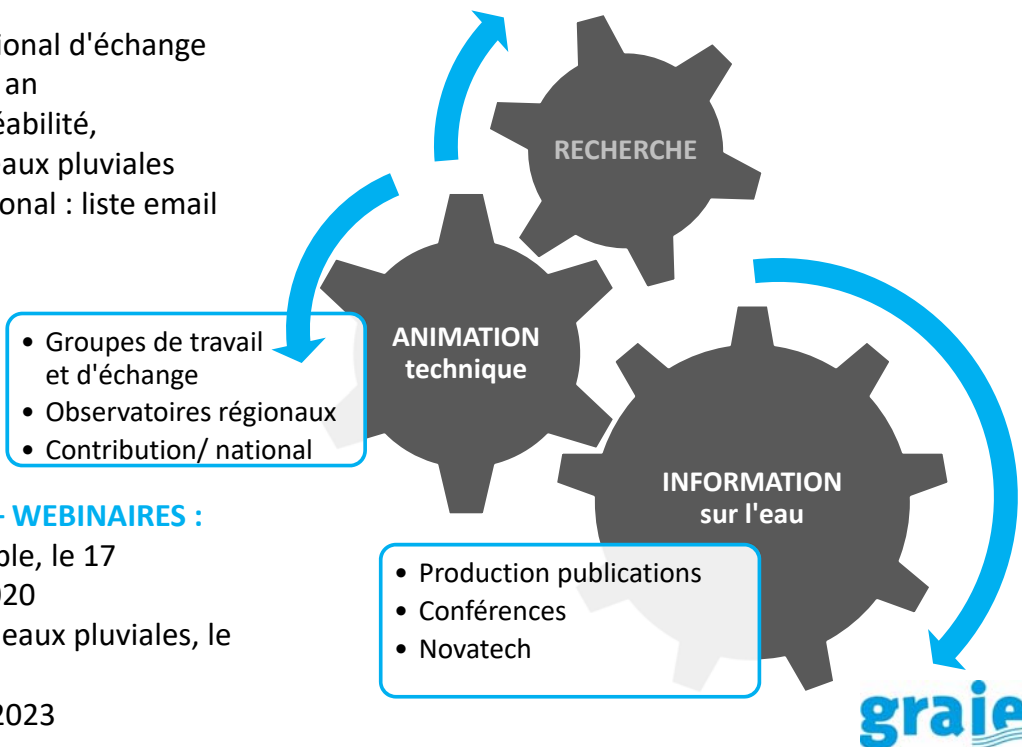 ional d'échange
an
éabilité,
eaux pluviales
onal : liste email
RECHERCHE
ANIMATION
technique
• Groupes de travail
et d'échange
• Observatoires régionaux
• Contribution/ national
INFORMATION
sur l'eau
- WEBINAIRES :
ble, le 17
020
eaux pluviales, le
2023
• Production publications
• Conférences
• Novatech
graie